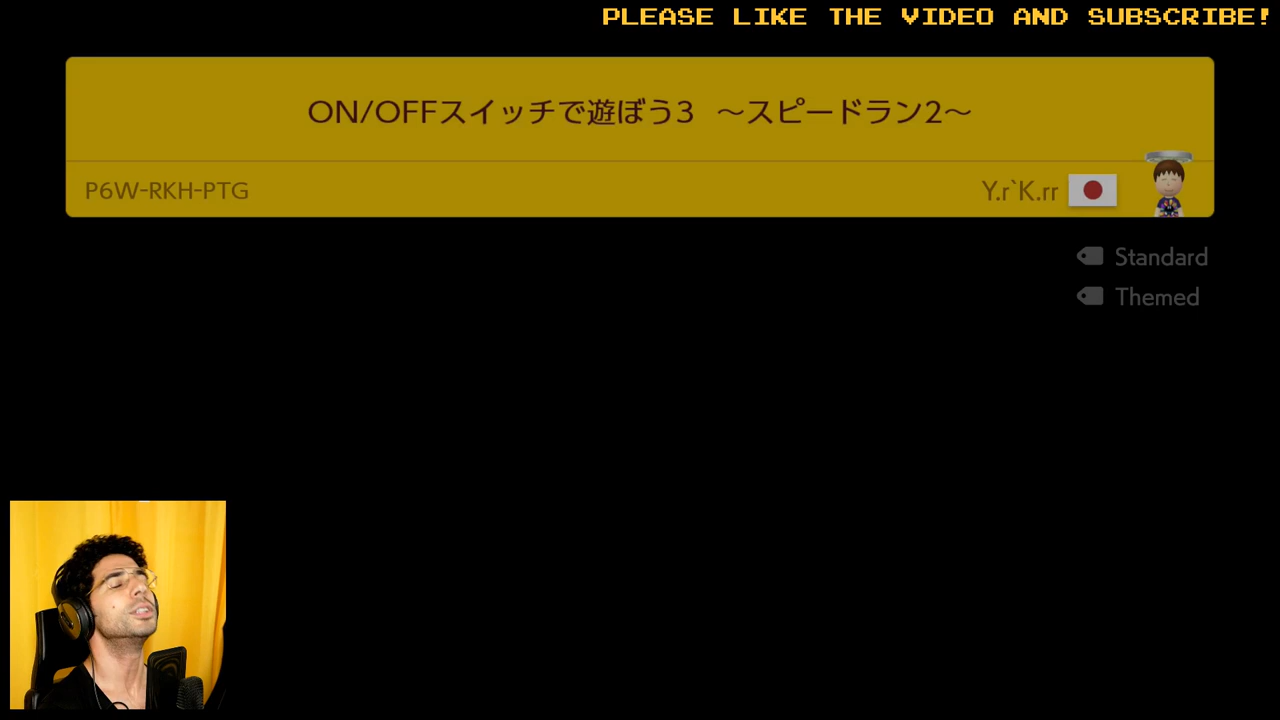 PLEASE LIKE THE VIDEO AND SUBSCRIBE!
ON/OFFスイッチで遊ぼう3 〜スピードラン2〜
P6W-RKH-PTG
Y.r`K.rr
Standard
Themed